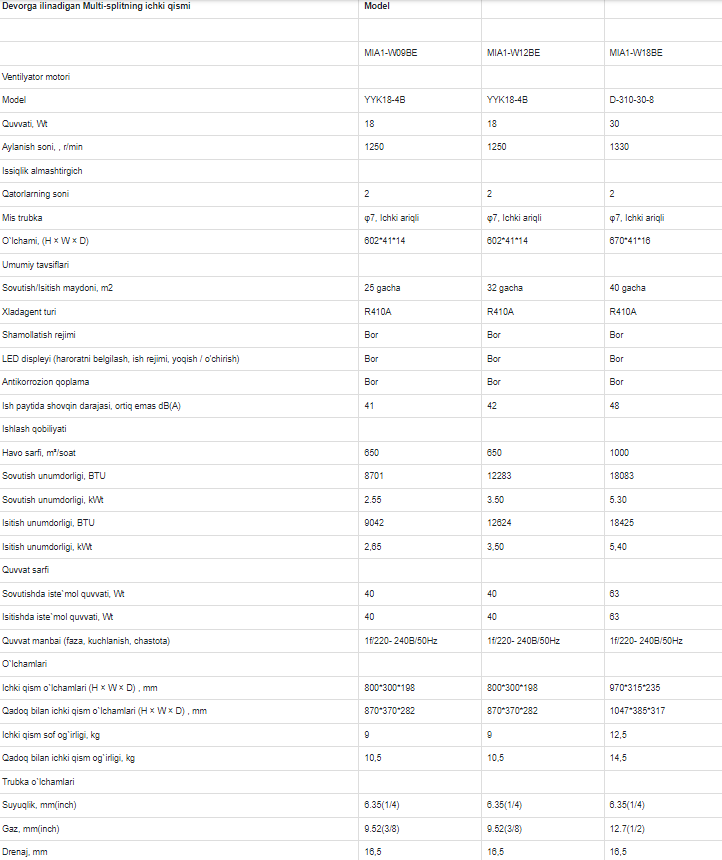 Devorga ilinadigan Multi-splitning ichki qismi Model
MIA1-W09BE MIA1-W12BE MIA1-W18BE
Ventilyator motori
Model YYK18-4B YYK18-4B D-310-30-8
Quvvati, Wt 18 18 30
Aylanish soni, , r/min 1250 1250 1330
Issiqlik almashtirgich
Qatorlarning soni 2 2 2
Mis trubka φ7, Ichki ariqli φ7, Ichki ariqli φ7, Ichki ariqli
O`lchami, (H × W × D) 602*41*14 602*41*14 670*41*16
Umumiy tavsiflari
Sovutish/Isitish maydoni, m2 25 gacha 32 gacha 40 gacha
Xladagent turi R410A R410A R410A
Shamollatish rejimi Bor Bor Bor
LED displeyi (haroratni belgilash, ish rejimi, yoqish / o'chirish) Bor Bor Bor
Antikorrozion qoplama Bor Bor Bor
Ish paytida shovqin darajasi, ortiq emas dB(A) 41 42 48
Ishlash qobiliyati
Havo sarfi, m³/soat 650 650 1000
Sovutish unumdorligi, BTU 8701 12283 18083
Sovutish unumdorligi, kWt 2.55 3.50 5.30
Isitish unumdorligi, BTU 9042 12624 18425
Isitish unumdorligi, kWt 2,65 3,50 5,40
Quvvat sarfi
Sovutishda iste`mol quvvati, Wt 40 40 63
Isitishda iste`mol quvvati, Wt 40 40 63
Quvvat manbai (faza, kuchlanish, chastota) 1f/220- 240B/50Hz 1f/220- 240B/50Hz 1f/220- 240B/50Hz
O`lchamlari
Ichki qism o`lchamlari (H × W × D) , mm 800*300*198 800*300*198 970*315*235
Qadoq bilan ichki qism o`lchamlari (H × W × D) , mm 870*370*282 870*370*282 1047*385*317
Ichki qism sof og`irligi, kg 9 9 12,5
Qadoq bilan ichki qism og`irligi, kg 10,5 10,5 14,5
Trubka o`lchamlari
Suyuqlik, mm(inch) 6.35(1/4) 6.35(1/4) 6.35(1/4)
Gaz, mm(inch) 9.52(3/8) 9.52(3/8) 12.7(1/2)
Drenaj, mm 16,5 16,5 16,5